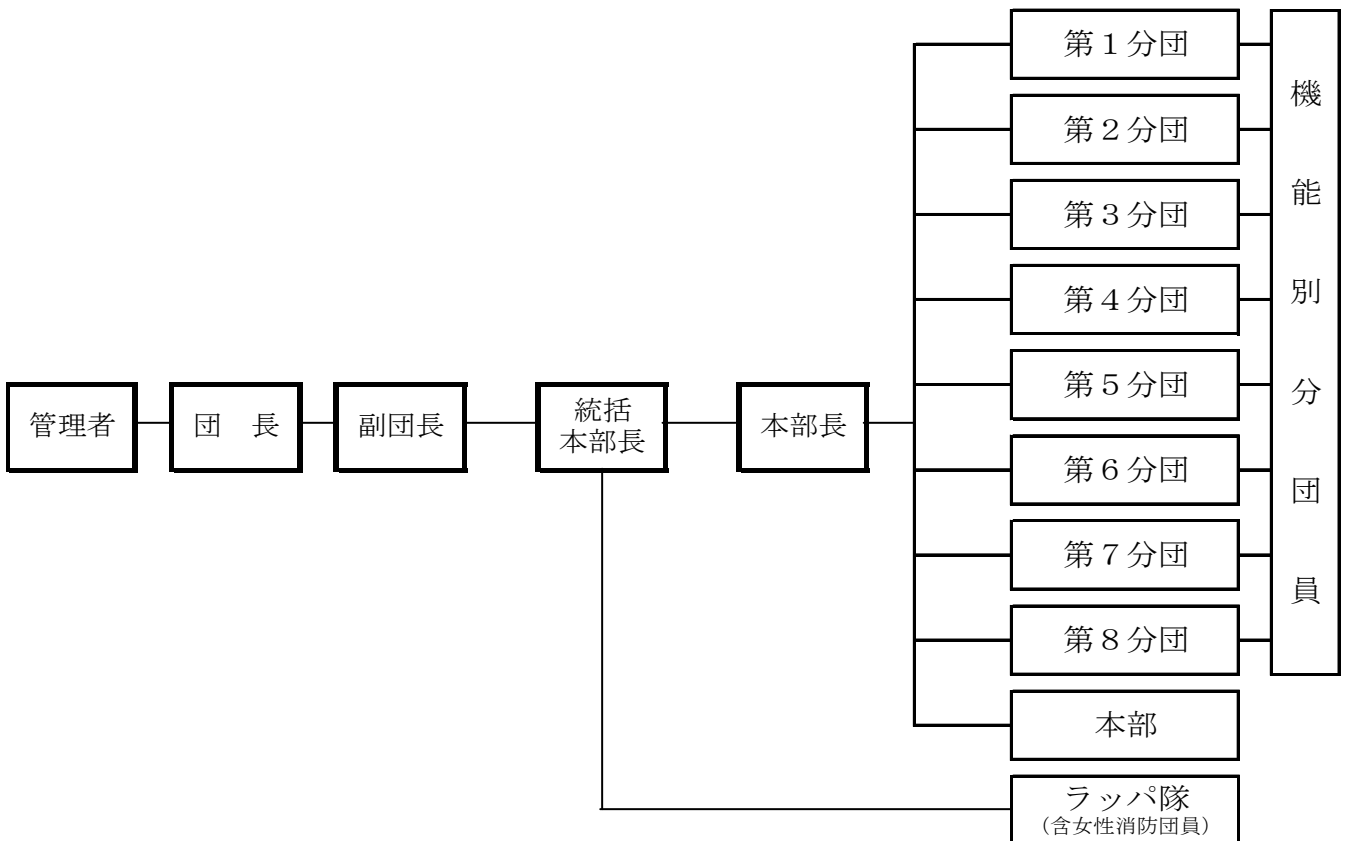 管理者
団　長
副団長
統括
本部長
本部長
第１分団
第２分団
第３分団
第４分団
第５分団
第６分団
第７分団
第８分団
本部
ラッパ隊
（含女性消防団員）
機能別分団員